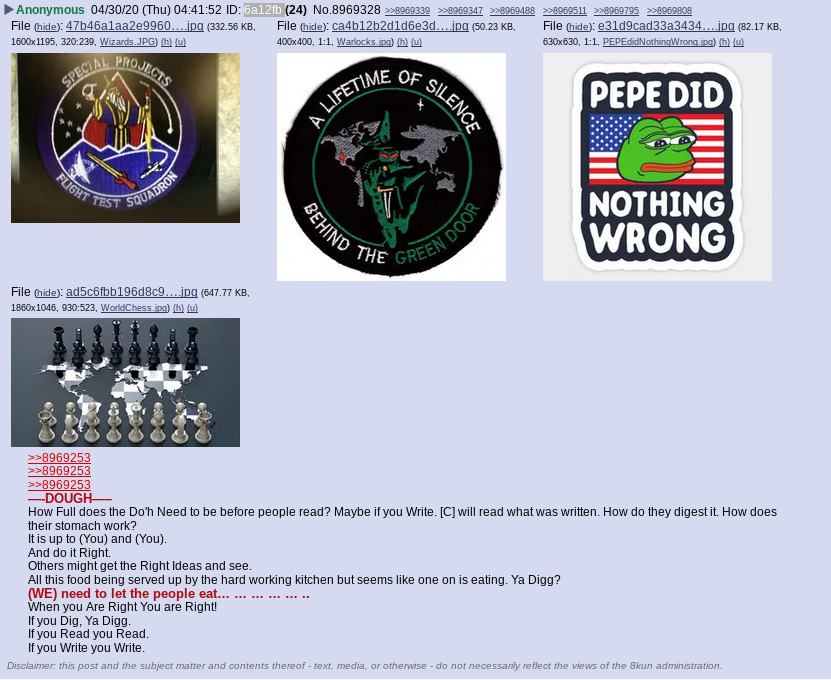 ▶Anonymous 04/30/20 (Thu) 04:41:52 ID: 6a12fb (24) No.8969328 >>8969339 >>8969347 >>8969488 >>8969511 >>8969795 >>8969808
File (hide): 47b46a1aa2e9960….jpg (332.56 KB, 1600x1195, 320:239, Wizards.JPG) (h) (u)
SPECIAL PROJECTS
FLIGHT TEST SQUADRON
File (hide): ca4b12b2d1d6e3d….jpg (50.23 KB, 400x400, 1:1, Warlocks.jpg) (h) (u)
A LIFETIME OF SILENCE
BEHIND THE GREEN DOOR
File (hide): e31d9cad33a3434….jpg (82.17 KB, 630x630, 1:1, PEPEdidNothingWrong.jpg) (h) (u)
PEPE DID
NOTHING
WRONG
File (hide): ad5c6fbb196d8c9….jpg (647.77 KB, 1860x1046, 930:523, WorldChess.jpg) (h) (u)
>>8969253
>>8969253
>>8969253
—-DOUGH—–
How Full does the Do'h Need to be before people read? Maybe if you Write. [C] will read what was written. How do they digest it. How does
their stomach work?
It is up to (You) and (You).
And do it Right.
Others might get the Right Ideas and see.
All this food being served up by the hard working kitchen but seems like one on is eating. Ya Digg?
(WE) need to let the people eat… … … … … ..
When you Are Right You are Right!
If you Dig, Ya Digg.
If you Read you Read.
If you Write you Write.
Disclaimer: this post and the subject matter and contents thereof - text, media, or otherwise - do not necessarily reflect the views of the 8kun administration.